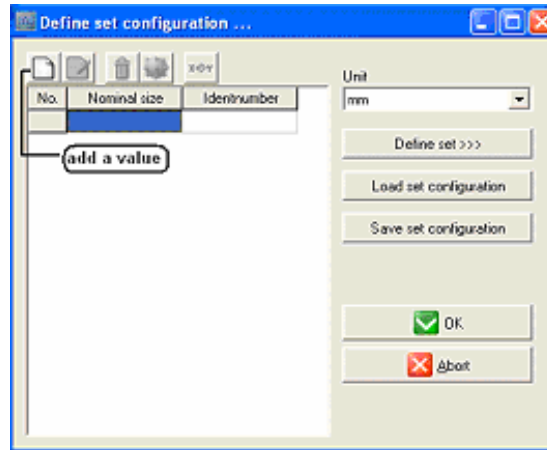 Define set configuration ...
X<>Y
Unit
No. Nominal size Identnumber
mm
add a value
Define set >>>
Load set configuration
Save set configuration
OK
Abort